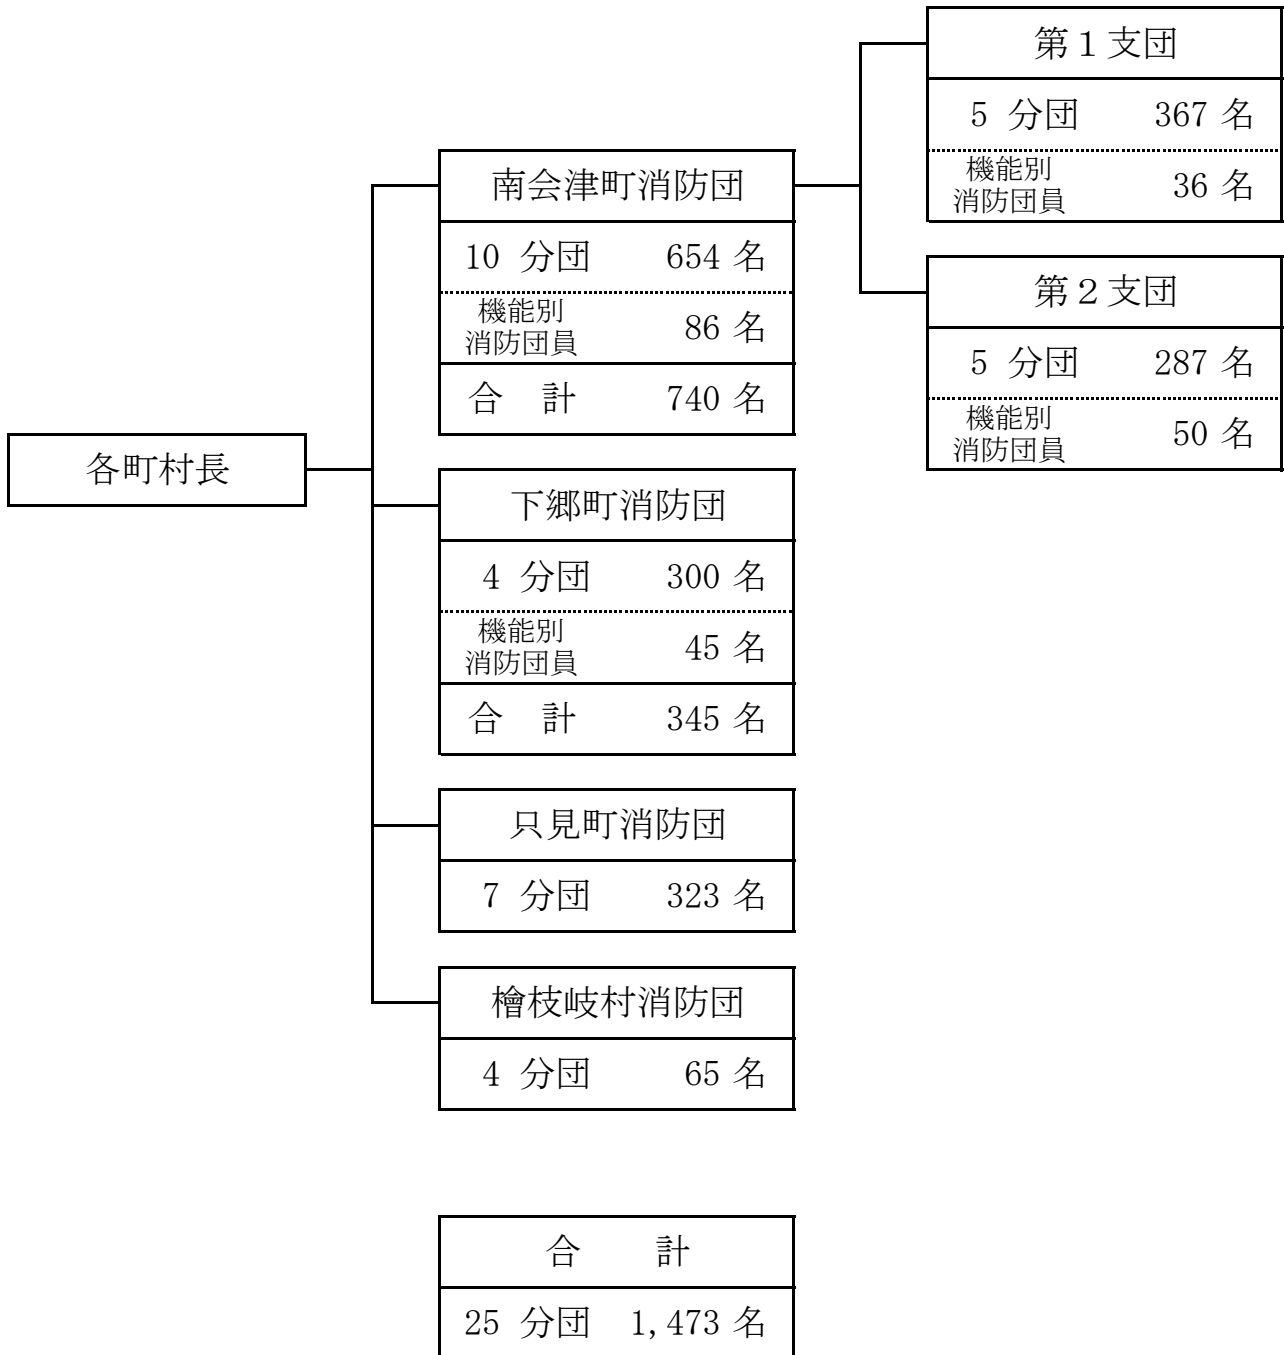 各町村長
南会津町消防団
10 分団 654 名
機能別
消防団員 86 名
合 計 740 名
第１支団
5 分団 367 名
機能別
消防団員 36 名
第２支団
5 分団 287 名
機能別
消防団員 50 名
下郷町消防団
4 分団 300 名
機能別
消防団員 45 名
合 計 345 名
只見町消防団
7 分団 323 名
檜枝岐村消防団
4 分団 65 名
合 計
25 分団 1,473 名